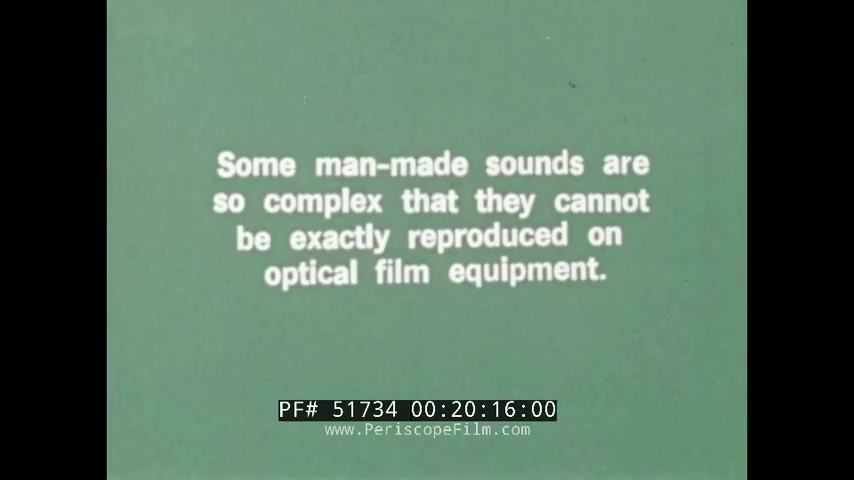 Some man-made sounds are
so complex that they cannot
be exactly reproduced on
optical film equipment.
PF# 51734 00:20:16:00
www.PeriscopeFilm.com